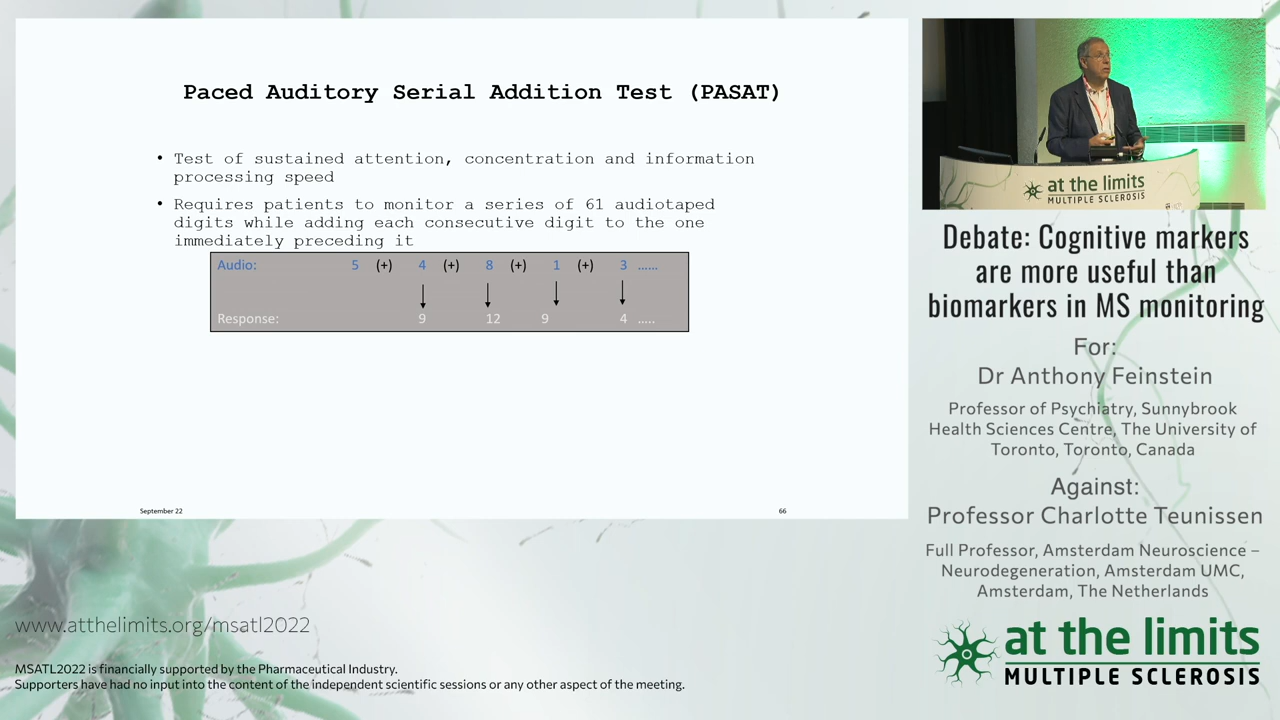 Paced Auditory Serial Addition Test (PASAT)
• Test of sustained attention, concentration and information
processing speed
• Requires patients to monitor a series of 61 audiotaped
digits while adding each consecutive digit to the one
immediately preceding it
Audio: 5 (+) 4 (+) 8 (+) 1 (+) 3 ......
Response: 9 12 9 4 .....
September 22
66
at the limits
MULTIPLE SCLEROSIS
Debate: Cognitive markers
are more useful than
biomarkers in MS monitoring
For:
Dr Anthony Feinstein
Professor of Psychiatry, Sunnybrook
Health Sciences Centre, The University of
Toronto, Toronto, Canada
Against:
Professor Charlotte Teunissen
Full Professor, Amsterdam Neuroscience –
Neurodegeneration, Amsterdam UMC,
Amsterdam, The Netherlands
at the limits
MULTIPLE SCLEROSIS
www.atthelimits.org/msatl2022
MSATL2022 is financially supported by the Pharmaceutical Industry.
Supporters have had no input into the content of the independent scientific sessions or any other aspect of the meeting.